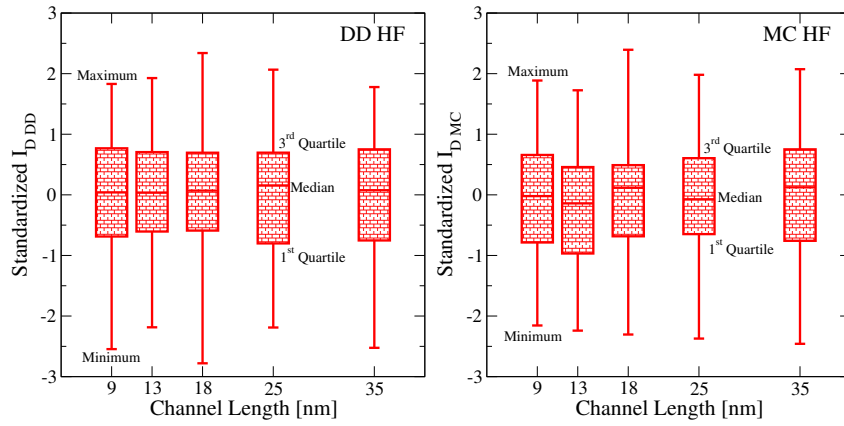 DD HF
3
2
1
0
-1
-2
-3
Standardized I_D DD
Maximum
3rd Quartile
Median
1st Quartile
Minimum
9 13 18 25 35
Channel Length [nm]
MC HF
3
2
1
0
-1
-2
-3
Standardized I_D MC
Maximum
3rd Quartile
Median
1st Quartile
Minimum
9 13 18 25 35
Channel Length [nm]